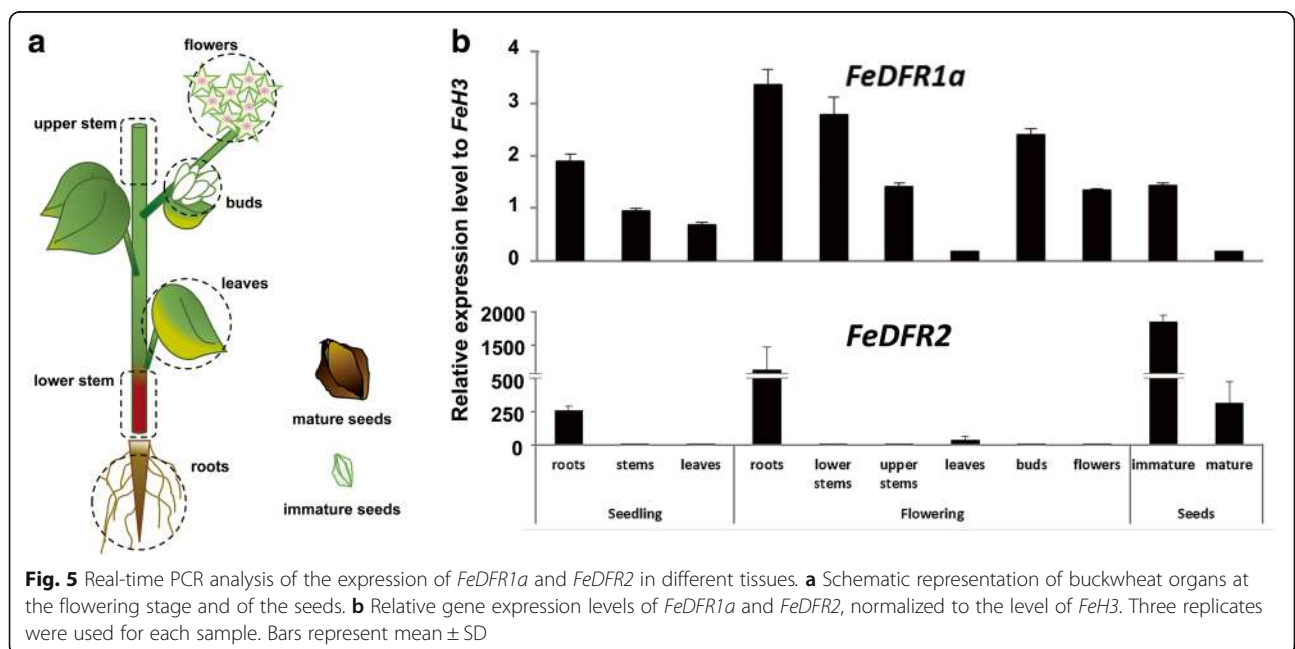 a
flowers
upper stem
buds
leaves
lower stem
mature seeds
roots
immature seeds
b
Relative expression level to FeH3
4
3
2
1
0
FeDFR1a
2000
1500
500
250
0
FeDFR2
roots stems leaves roots lower stems upper stems leaves buds flowers immature mature
Seedling Flowering Seeds
Fig. 5 Real-time PCR analysis of the expression of FeDFR1a and FeDFR2 in different tissues. a Schematic representation of buckwheat organs at
the flowering stage and of the seeds. b Relative gene expression levels of FeDFR1a and FeDFR2, normalized to the level of FeH3. Three replicates
were used for each sample. Bars represent mean ± SD